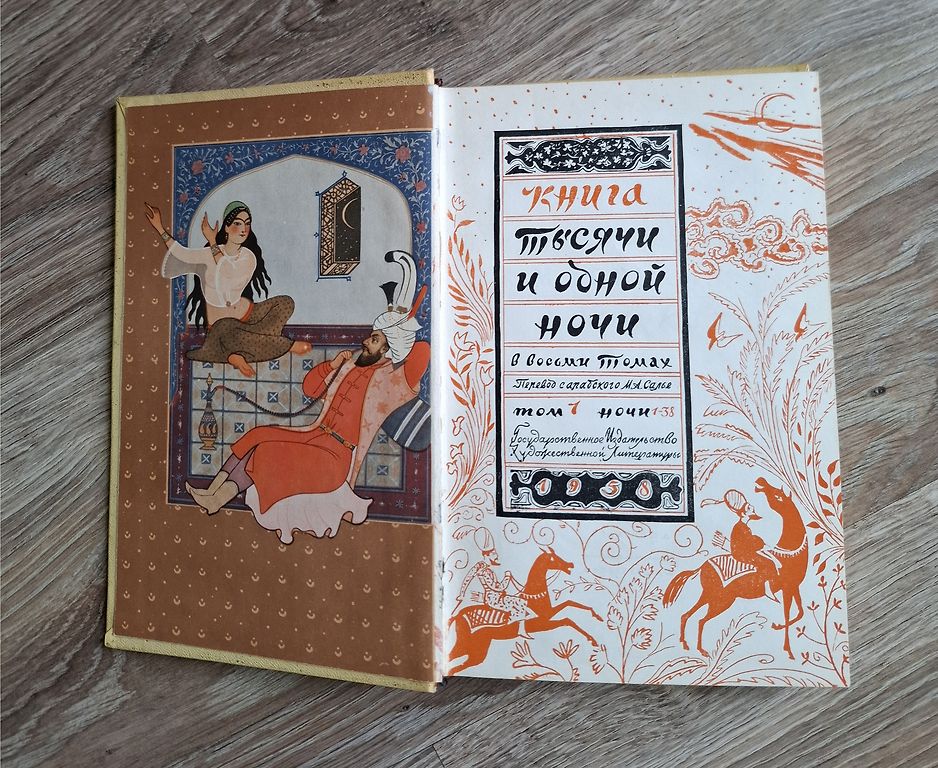 книга
тысячи
и одной
ночи
в восьми томах
Перевод с арабского М.А. Салье
том 1 ночи 1-38
Государственное Издательство
Художественной Литературы
1958